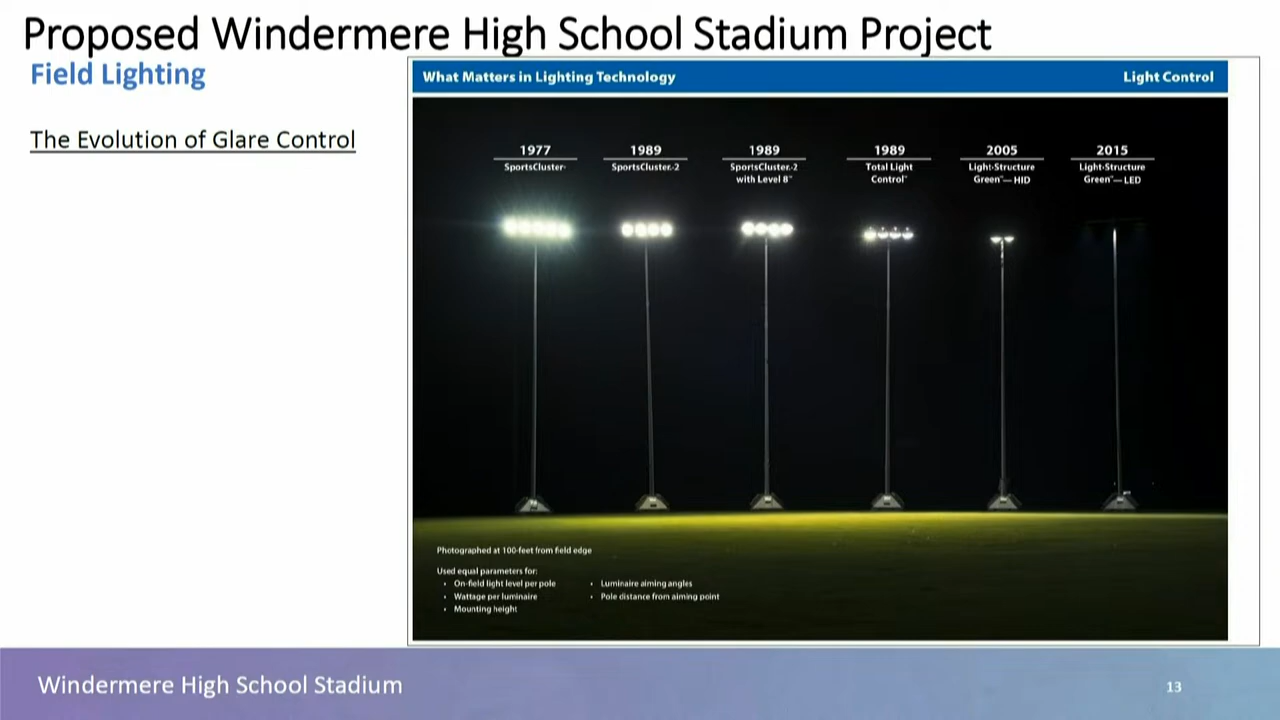 Proposed Windermere High School Stadium Project
Field Lighting
The Evolution of Glare Control
What Matters in Lighting Technology
Light Control
1977
SportsCluster·
1989
SportsCluster·2
1989
SportsCluster·2
with Level 8™
1989
Total Light
Control™
2005
Light·Structure
Green™—HID
2015
Light·Structure
Green™—LED
Photographed at 100-feet from field edge
Used equal parameters for:
• On-field light level per pole
• Wattage per luminaire
• Mounting height
• Luminaire aiming angles
• Pole distance from aiming point
Windermere High School Stadium
13